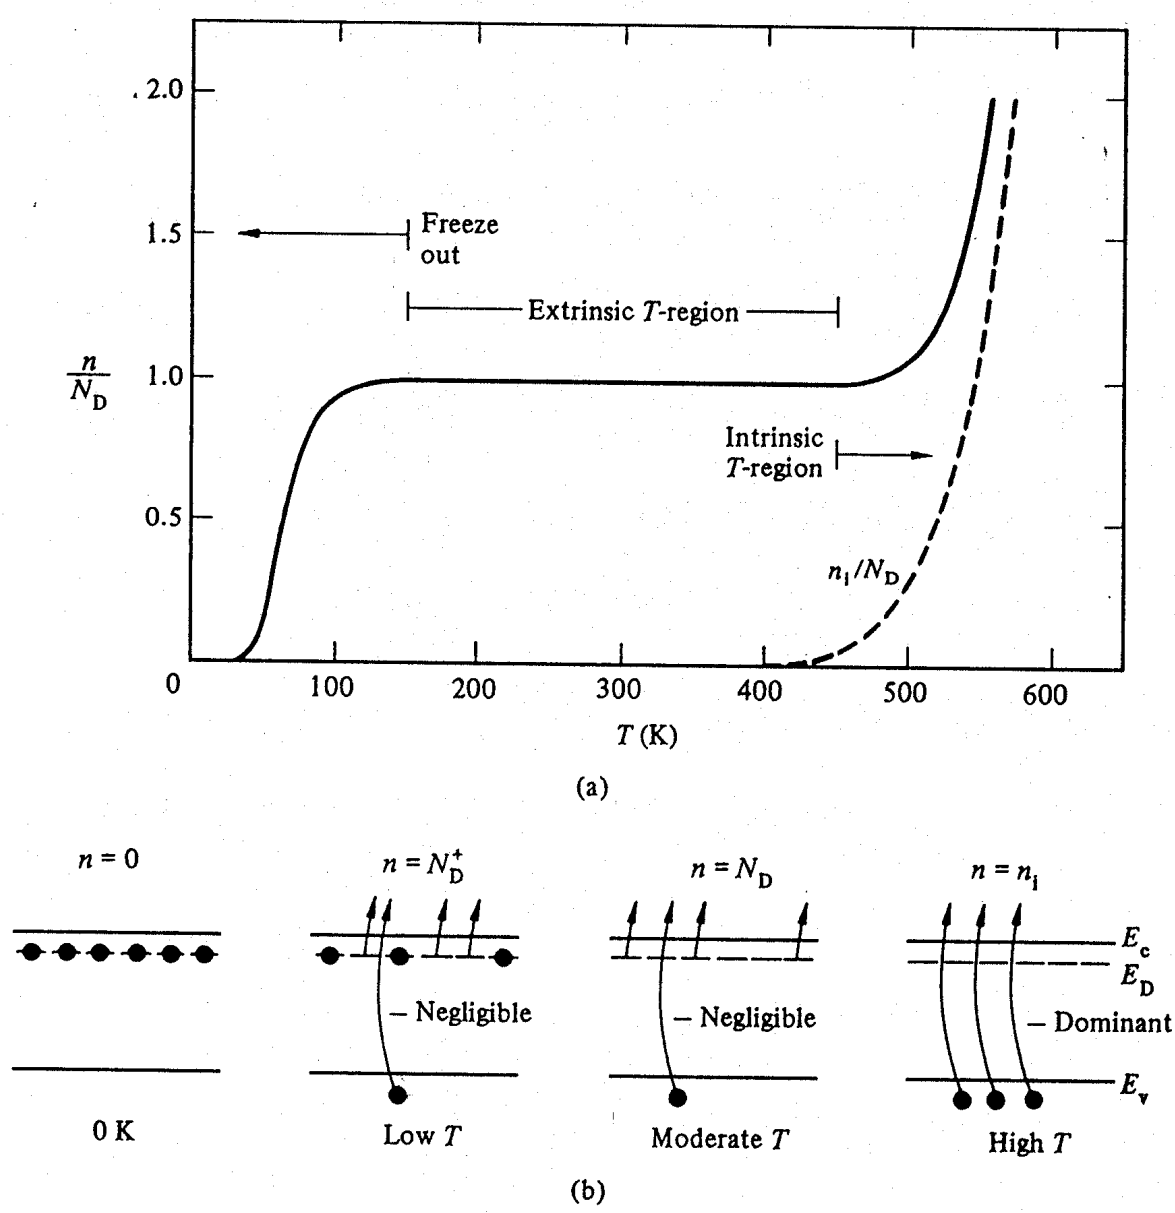 2.0
Freeze
out
1.5
Extrinsic T-region
n
N_D
1.0
Intrinsic
T-region
0.5
n_i/N_D
0 100 200 300 400 500 600
T (K)
(a)
n = 0 n = N_D^+ n = N_D n = n_i
E_c
E_D
– Negligible – Negligible – Dominant
E_v
0 K Low T Moderate T High T
(b)